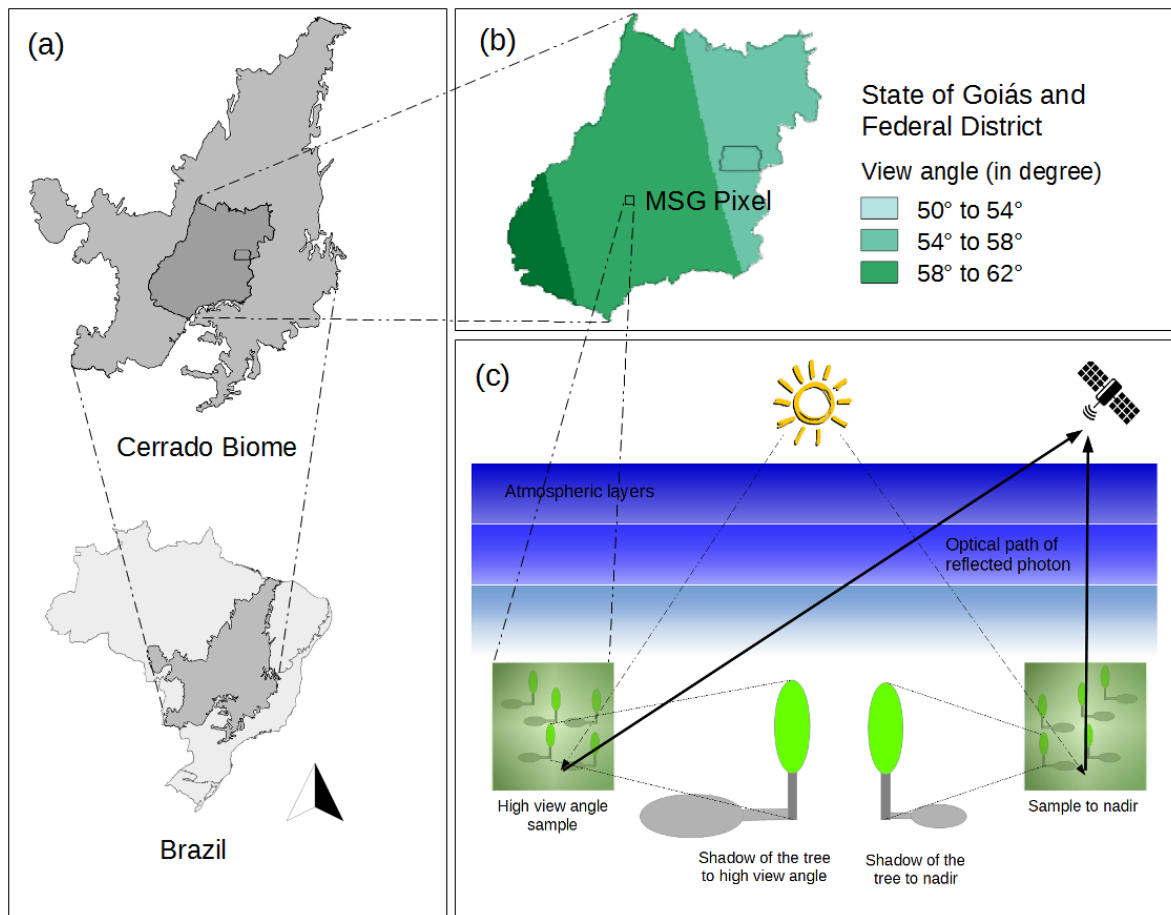 (a)
Cerrado Biome
Brazil
(b)
MSG Pixel
State of Goiás and
Federal District
View angle (in degree)
50° to 54°
54° to 58°
58° to 62°
(c)
Atmospheric layers
Optical path of
reflected photon
High view angle
sample
Shadow of the tree
to high view angle
Shadow of the
tree to nadir
Sample to nadir